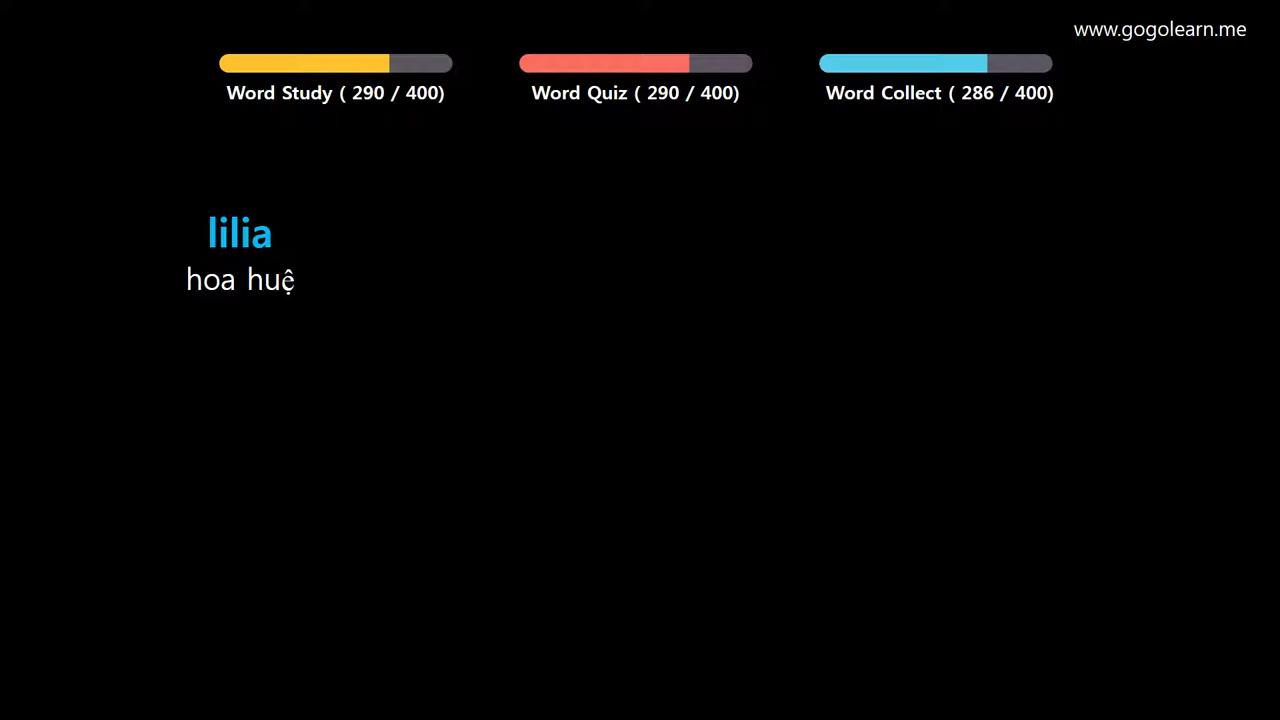 www.gogolearn.me
Word Study ( 290 / 400)
Word Quiz ( 290 / 400)
Word Collect ( 286 / 400)
lilia
hoa huệ